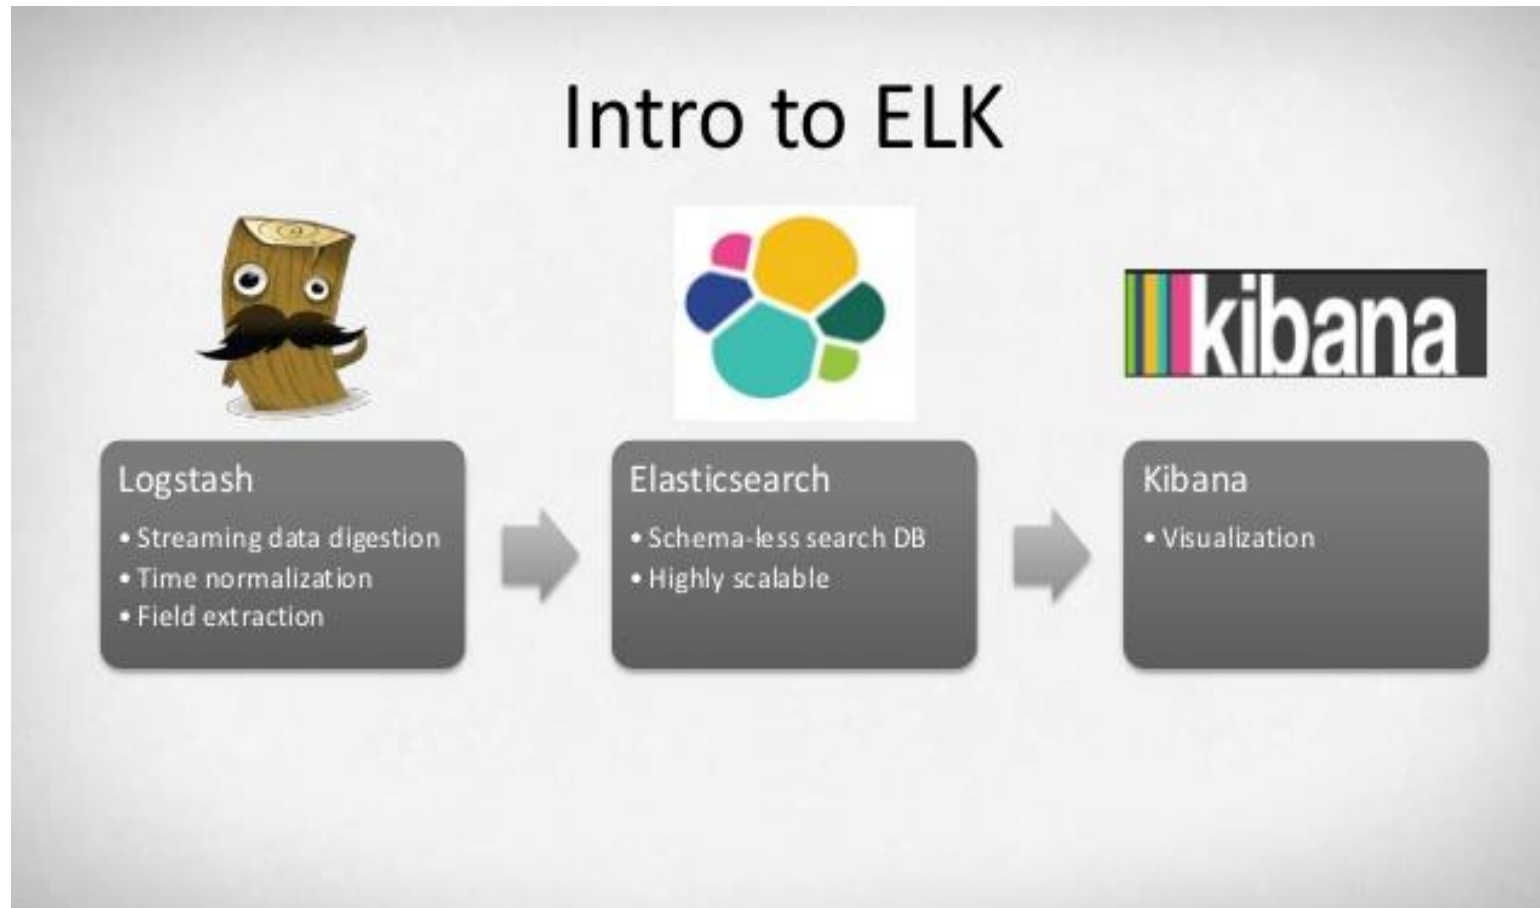 Intro to ELK
kibana
Logstash
• Streaming data digestion
• Time normalization
• Field extraction
Elasticsearch
• Schema-less search DB
• Highly scalable
Kibana
• Visualization